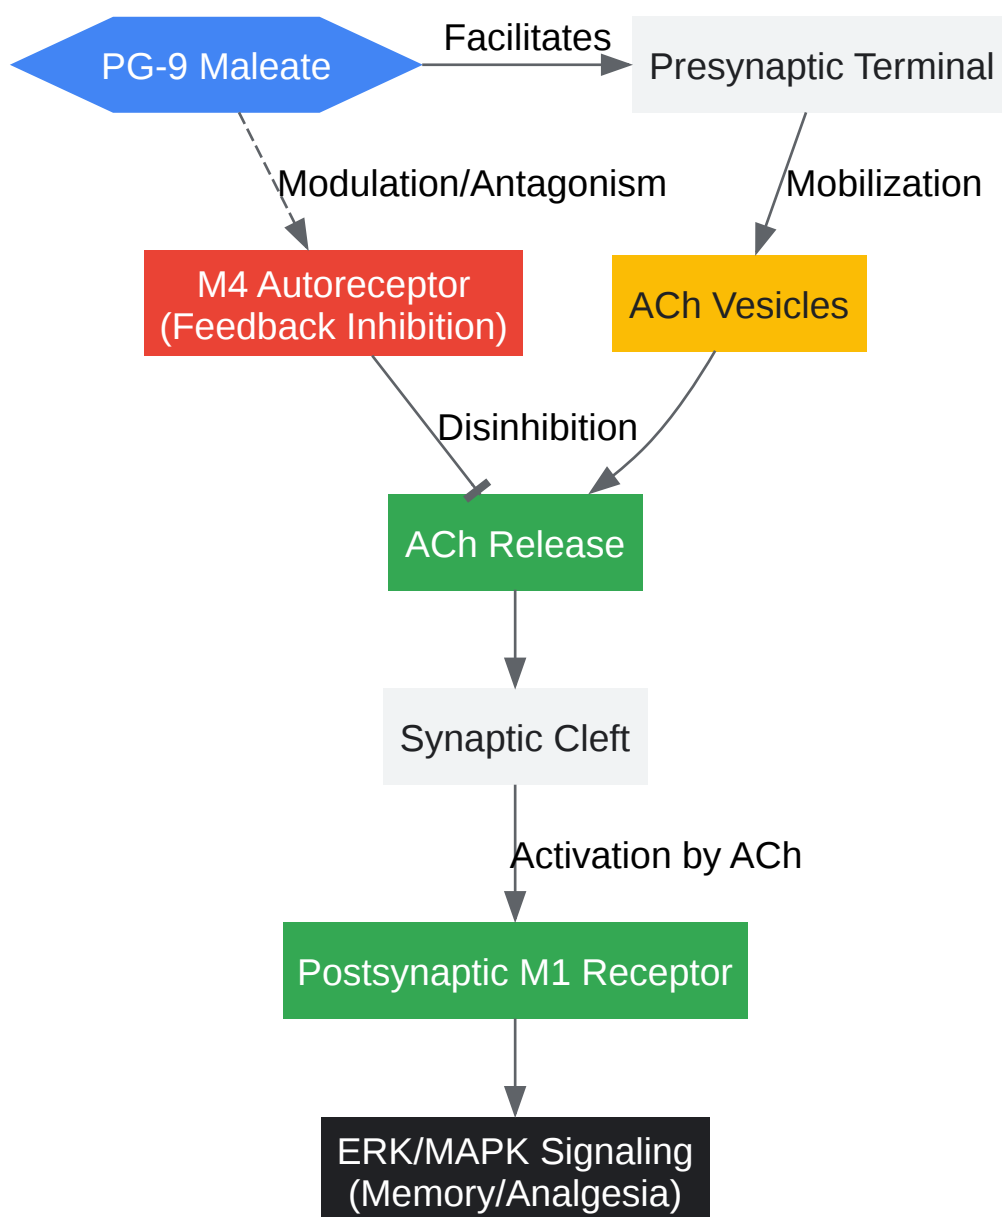 Facilitates
PG-9 Maleate
Presynaptic Terminal
Modulation/Antagonism
Mobilization
M4 Autoreceptor
(Feedback Inhibition)
ACh Vesicles
Disinhibition
ACh Release
Synaptic Cleft
Activation by ACh
Postsynaptic M1 Receptor
ERK/MAPK Signaling
(Memory/Analgesia)